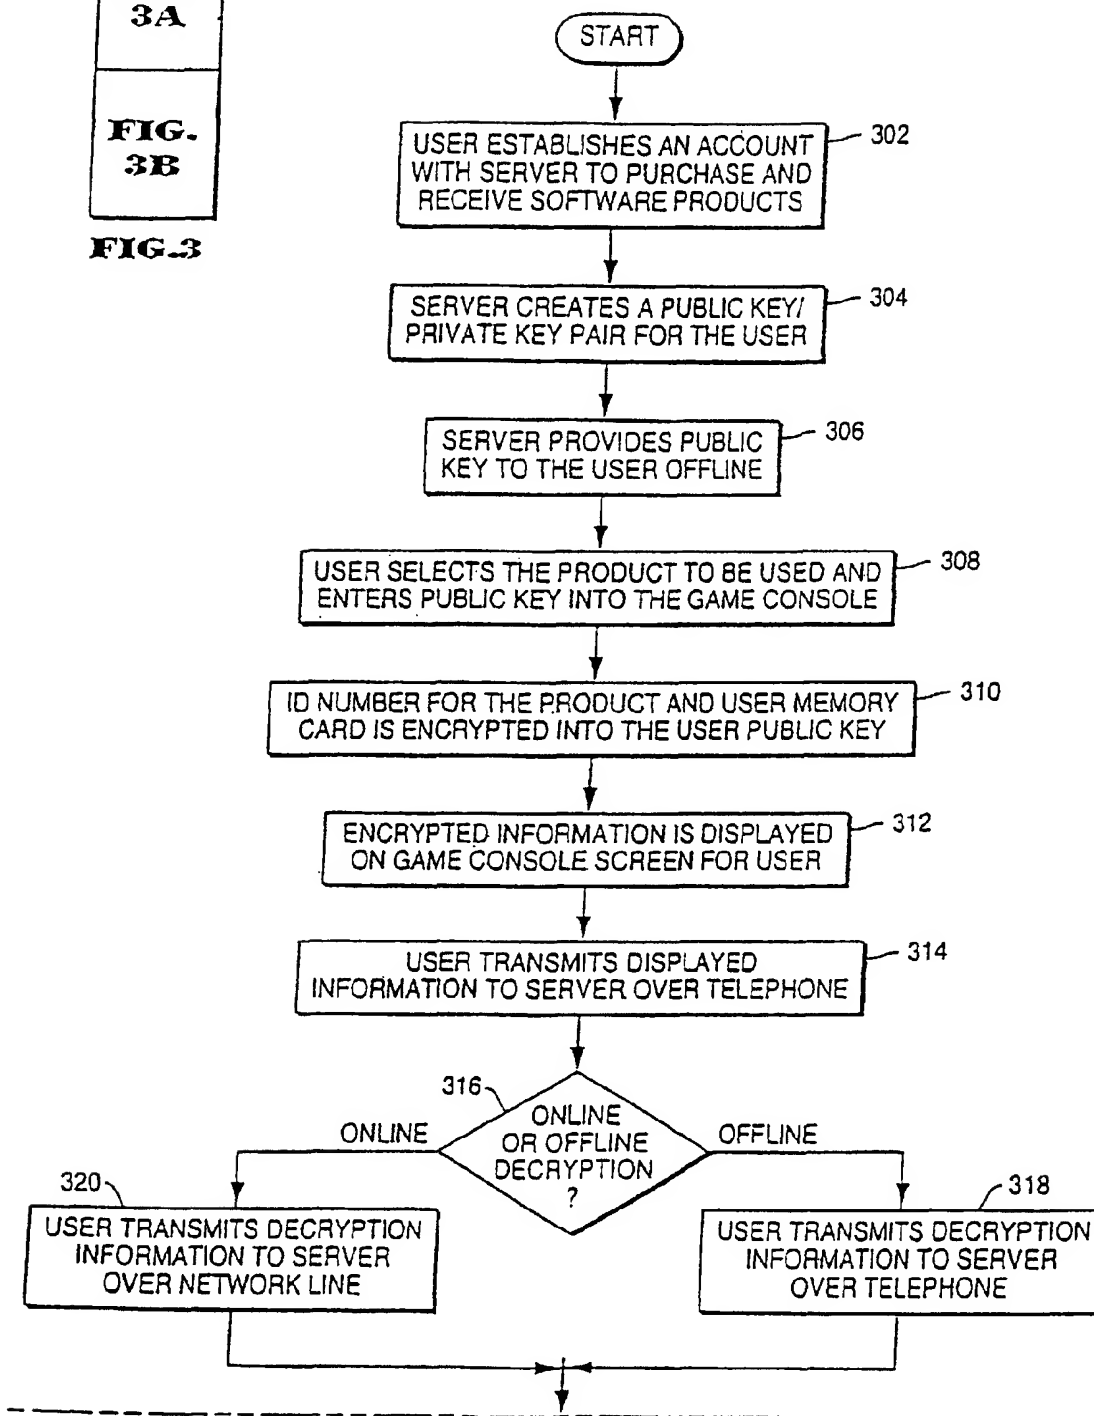 3A
FIG.
3B
FIG.3
START
USER ESTABLISHES AN ACCOUNT
WITH SERVER TO PURCHASE AND
RECEIVE SOFTWARE PRODUCTS
302
SERVER CREATES A PUBLIC KEY/
PRIVATE KEY PAIR FOR THE USER
304
SERVER PROVIDES PUBLIC
KEY TO THE USER OFFLINE
306
USER SELECTS THE PRODUCT TO BE USED AND
ENTERS PUBLIC KEY INTO THE GAME CONSOLE
308
ID NUMBER FOR THE PRODUCT AND USER MEMORY
CARD IS ENCRYPTED INTO THE USER PUBLIC KEY
310
ENCRYPTED INFORMATION IS DISPLAYED
ON GAME CONSOLE SCREEN FOR USER
312
USER TRANSMITS DISPLAYED
INFORMATION TO SERVER OVER TELEPHONE
314
316
ONLINE
OR OFFLINE
DECRYPTION
?
ONLINE
OFFLINE
320
USER TRANSMITS DECRYPTION
INFORMATION TO SERVER
OVER NETWORK LINE
318
USER TRANSMITS DECRYPTION
INFORMATION TO SERVER
OVER TELEPHONE